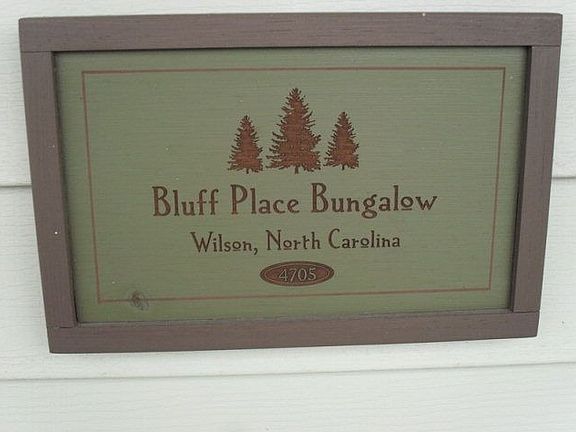 Bluff Place Bungalow
Wilson, North Carolina
4705